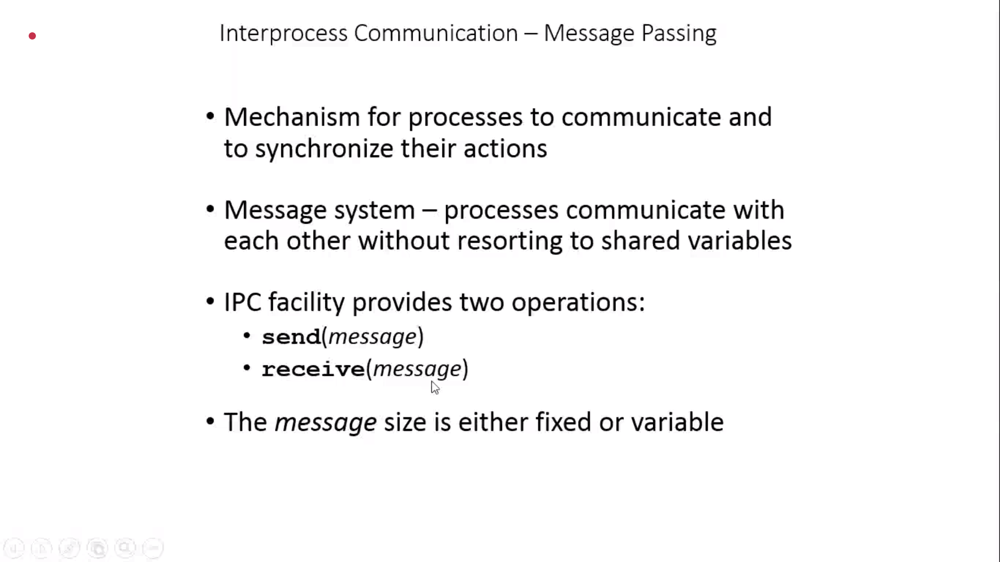 Interprocess Communication – Message Passing
• Mechanism for processes to communicate and
to synchronize their actions
• Message system – processes communicate with
each other without resorting to shared variables
• IPC facility provides two operations:
• send(message)
• receive(message)
• The message size is either fixed or variable